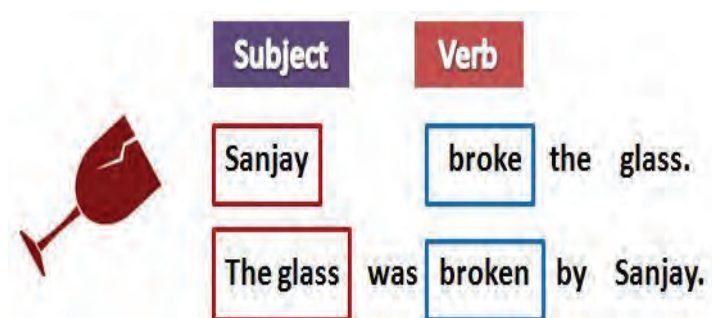 Subject Verb
Sanjay broke the glass.
The glass was broken by Sanjay.